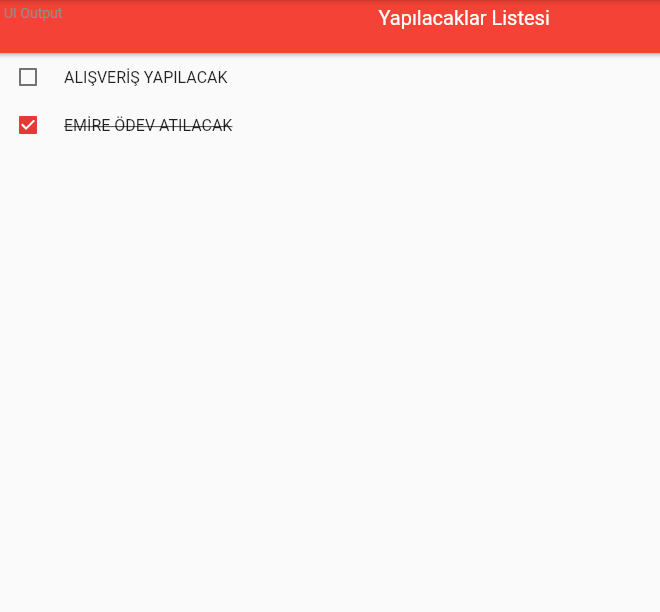 UI Output
Yapılacaklar Listesi
ALIŞVERİŞ YAPILACAK
EMİRE ÖDEV ATILACAK